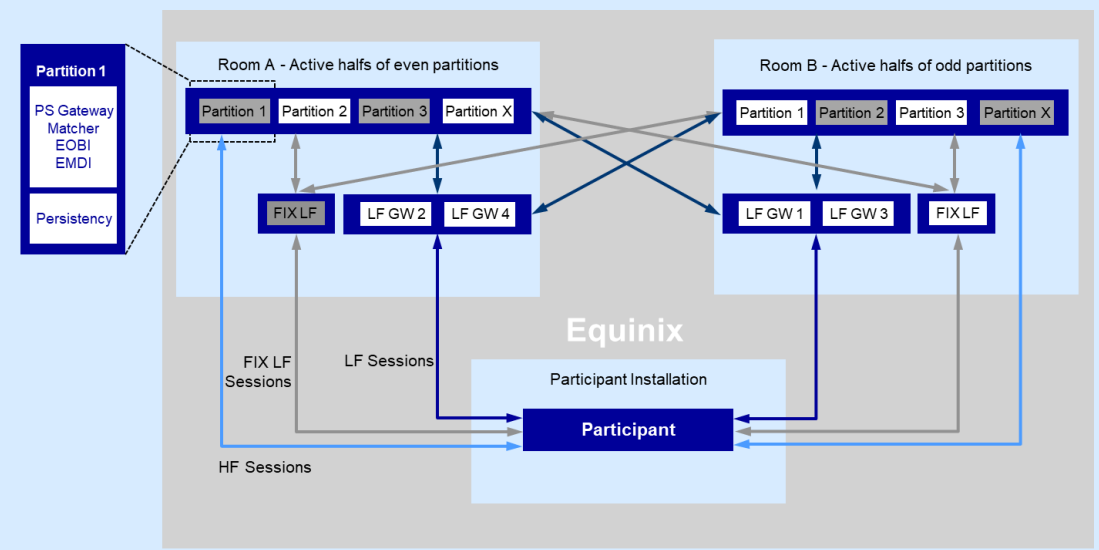 Partition 1
PS Gateway
Matcher
EOBI
EMDI
Persistency
Room A - Active halfs of even partitions
Partition 1
Partition 2
Partition 3
Partition X
FIX LF
LF GW 2
LF GW 4
Room B - Active halfs of odd partitions
Partition 1
Partition 2
Partition 3
Partition X
LF GW 1
LF GW 3
FIX LF
Equinix
FIX LF
Sessions
LF Sessions
HF Sessions
Participant Installation
Participant